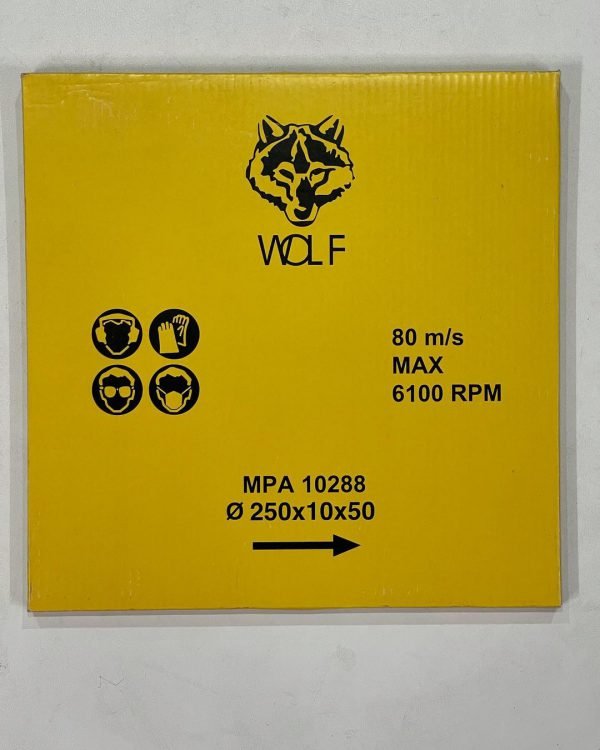 WOLF
80 m/s
MAX
6100 RPM
MPA 10288
Ø 250x10x50